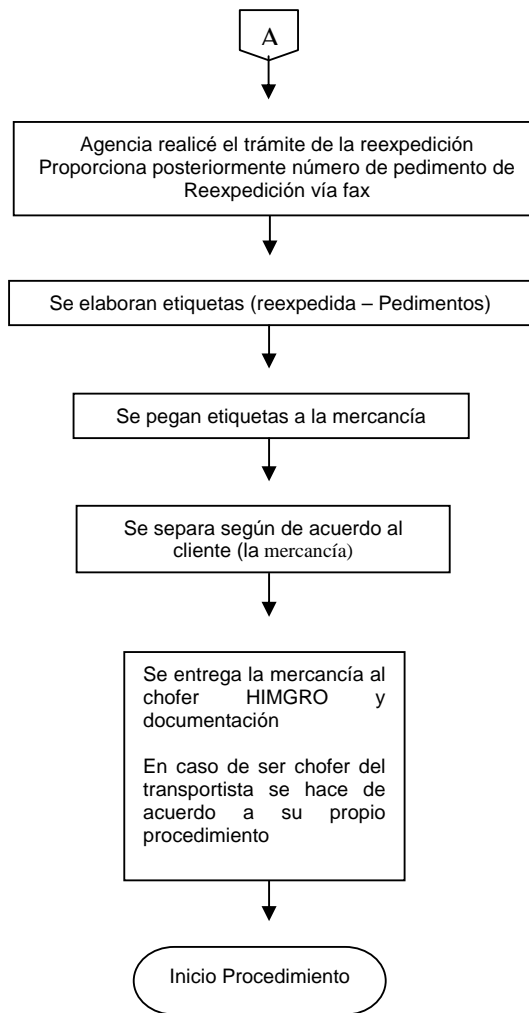 A
Agencia realicé el trámite de la reexpedición
Proporciona posteriormente número de pedimento de
Reexpedición vía fax
Se elaboran etiquetas (reexpedida – Pedimentos)
Se pegan etiquetas a la mercancía
Se separa según de acuerdo al
cliente (la mercancía)
Se entrega la mercancía al
chofer HIMGRO y
documentación
En caso de ser chofer del
transportista se hace de
acuerdo a su propio
procedimiento
Inicio Procedimiento